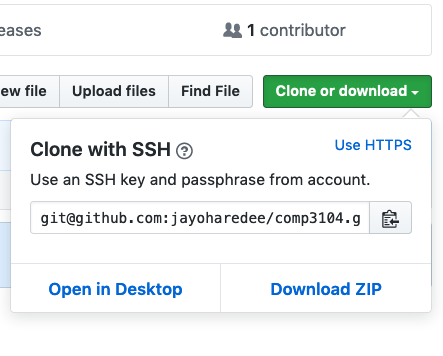 eases
1 contributor
ew file
Upload files
Find File
Clone or download
Clone with SSH
Use HTTPS
Use an SSH key and passphrase from account.
git@github.com:jayoharedee/comp3104.g
Open in Desktop
Download ZIP